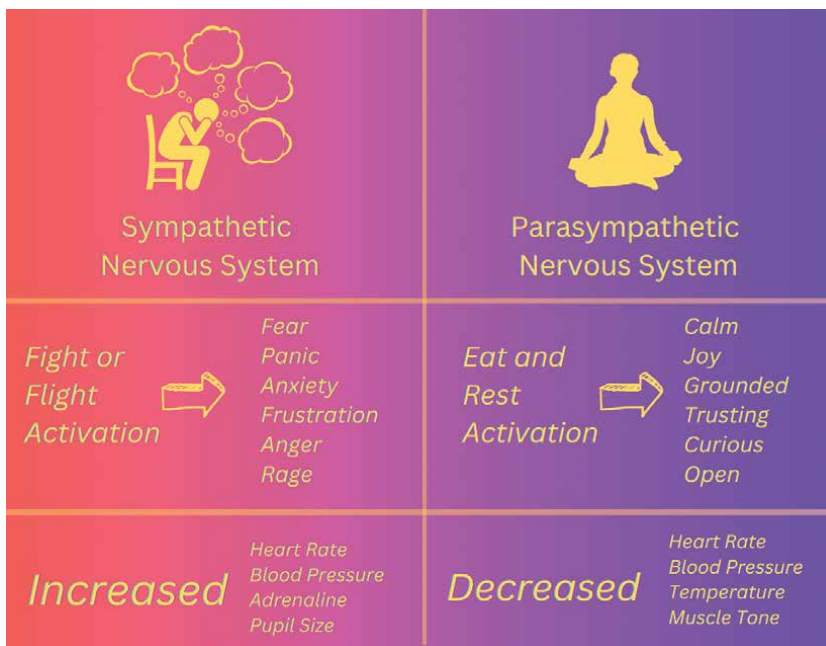 Sympathetic
Nervous System
Parasympathetic
Nervous System
Fight or
Flight
Activation
Fear
Panic
Anxiety
Frustration
Anger
Rage
Eat and
Rest
Activation
Calm
Joy
Grounded
Trusting
Curious
Open
Increased
Heart Rate
Blood Pressure
Adrenaline
Pupil Size
Decreased
Heart Rate
Blood Pressure
Temperature
Muscle Tone